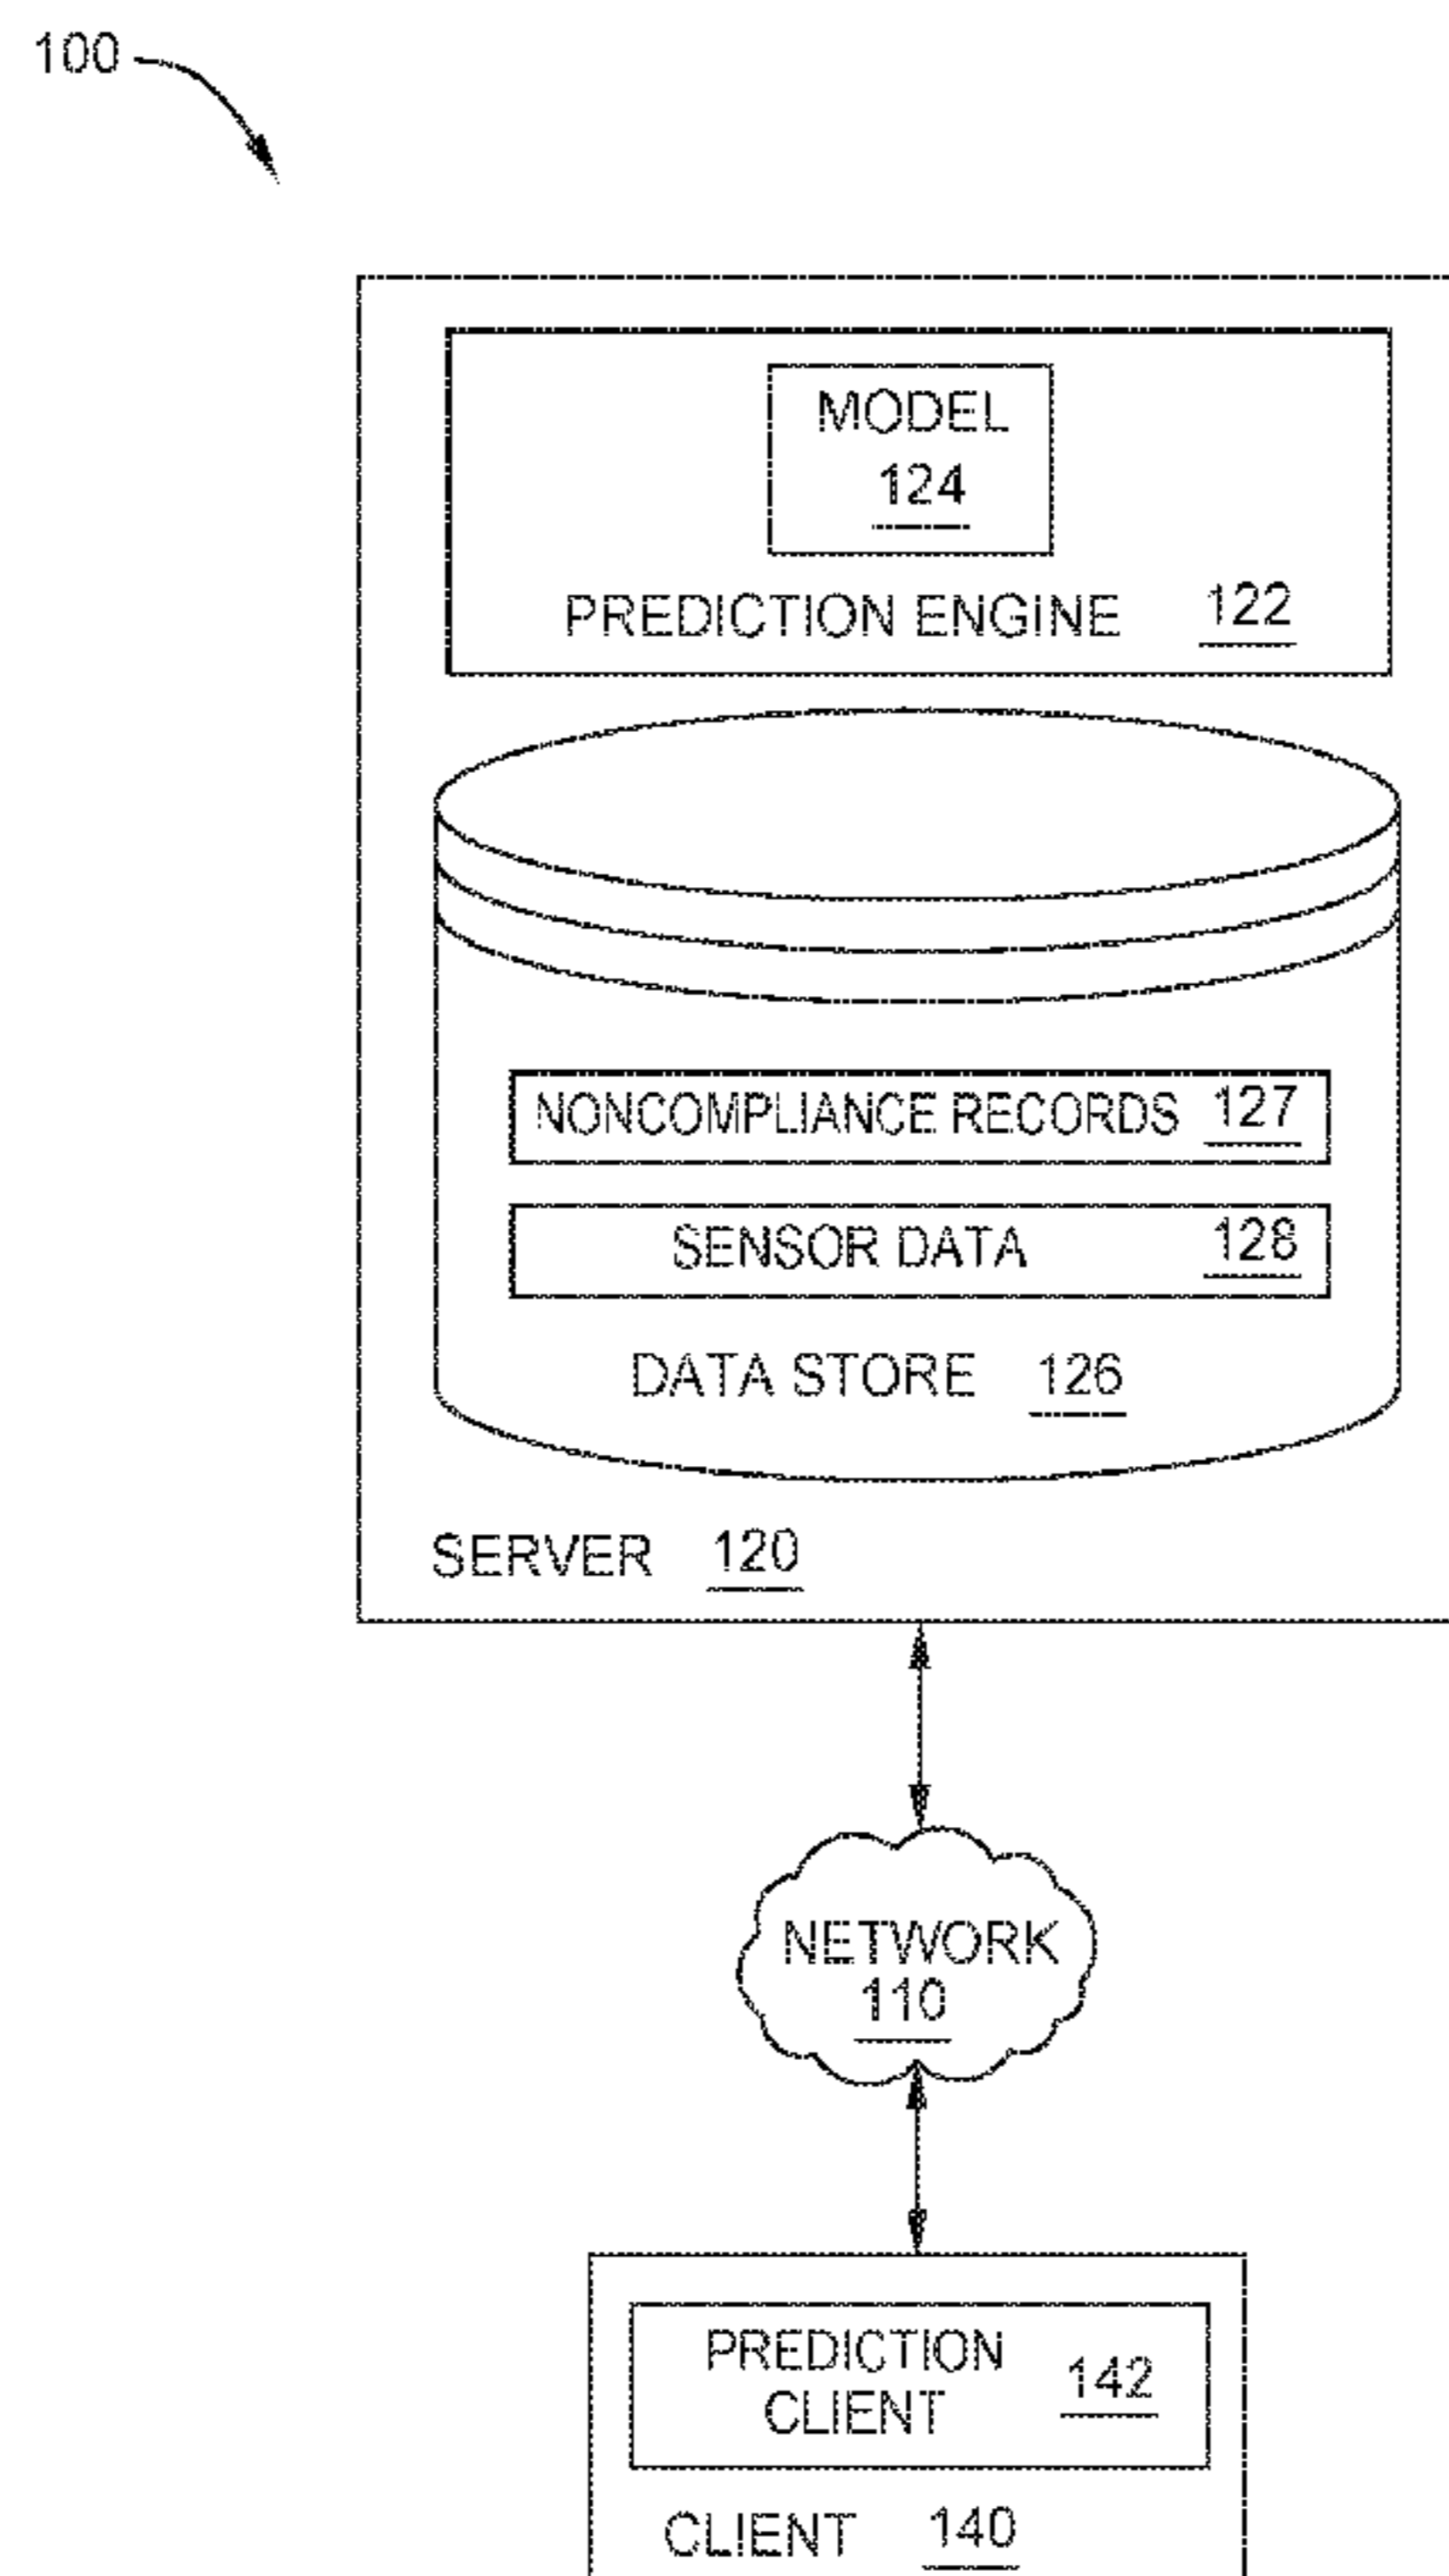 100
MODEL
124
PREDICTION ENGINE 122
NONCOMPLIANCE RECORDS 127
SENSOR DATA 128
DATA STORE 126
SERVER 120
NETWORK
110
PREDICTION
CLIENT 142
CLIENT 140